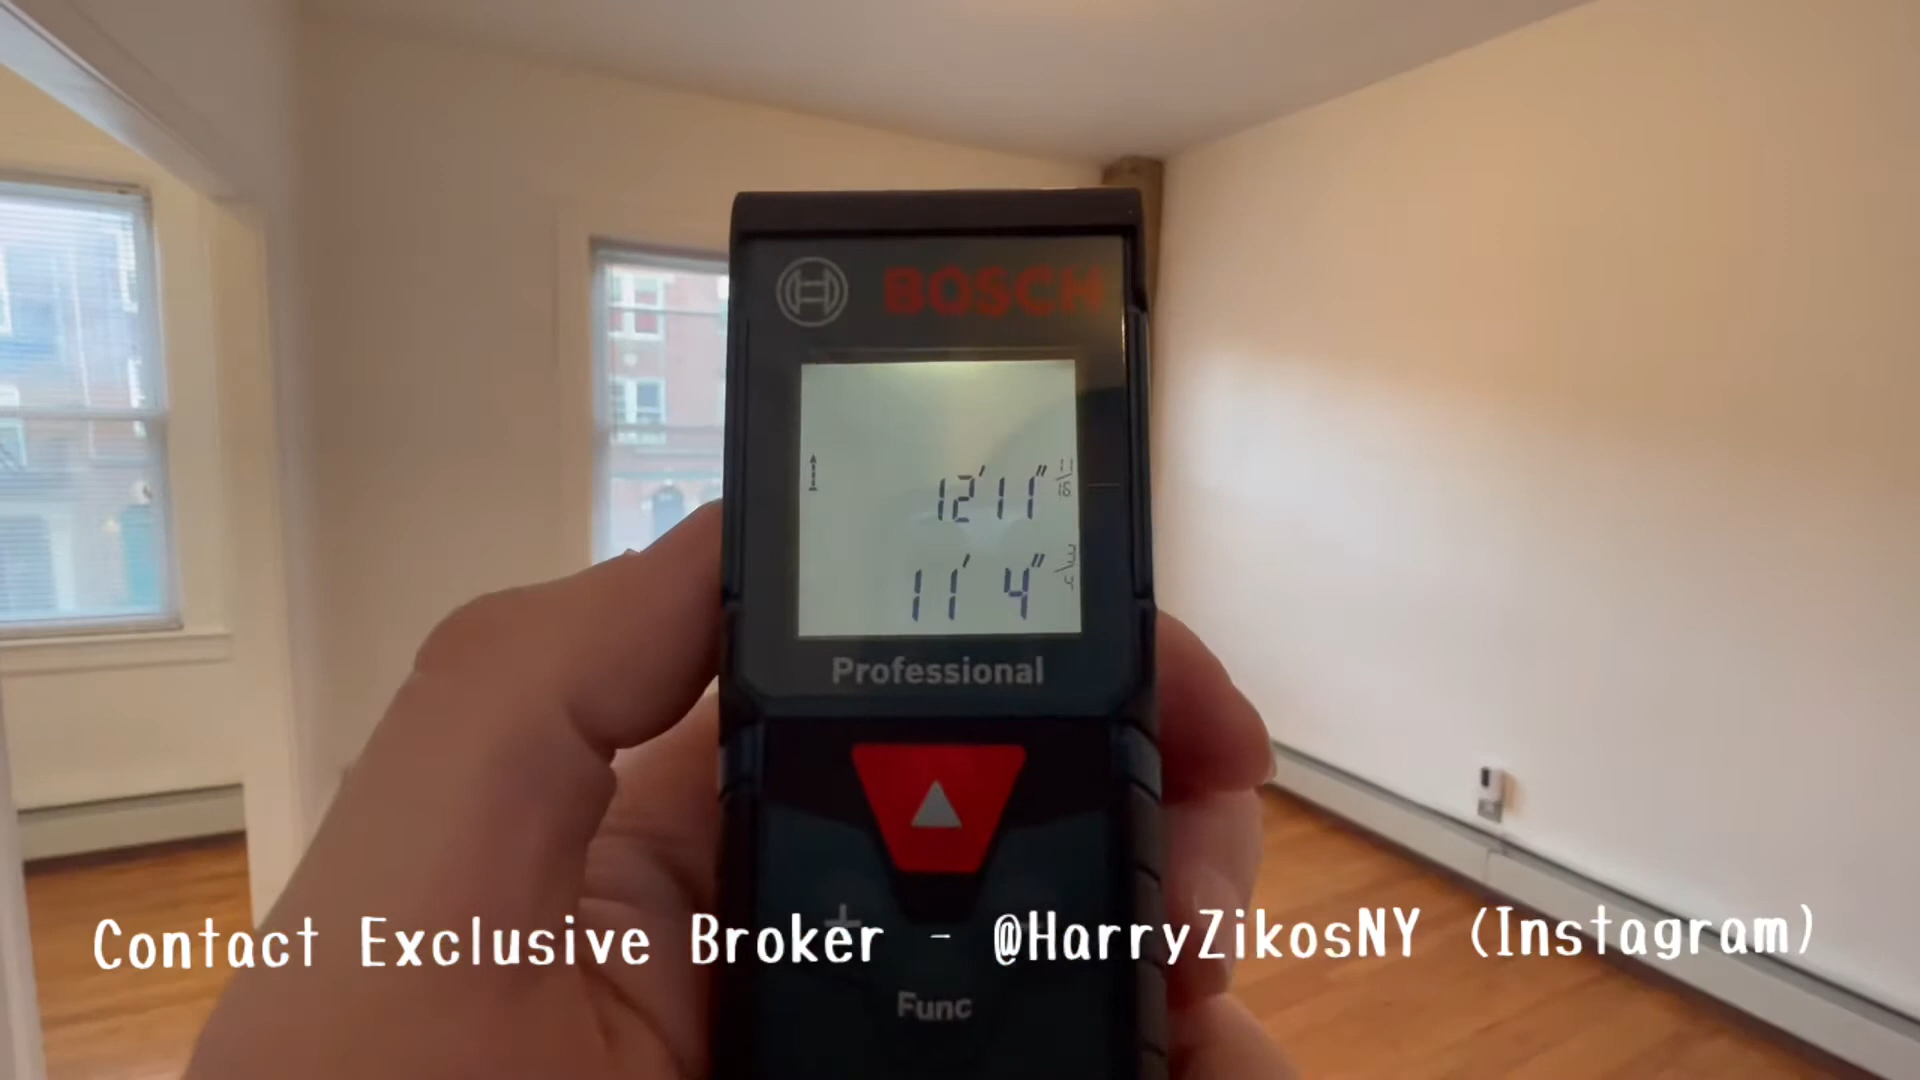 BOSCH
12'11" 11/16
11' 4" 3/4
Professional
+
Contact Exclusive Broker - @HarryZikosNY (Instagram)
Func